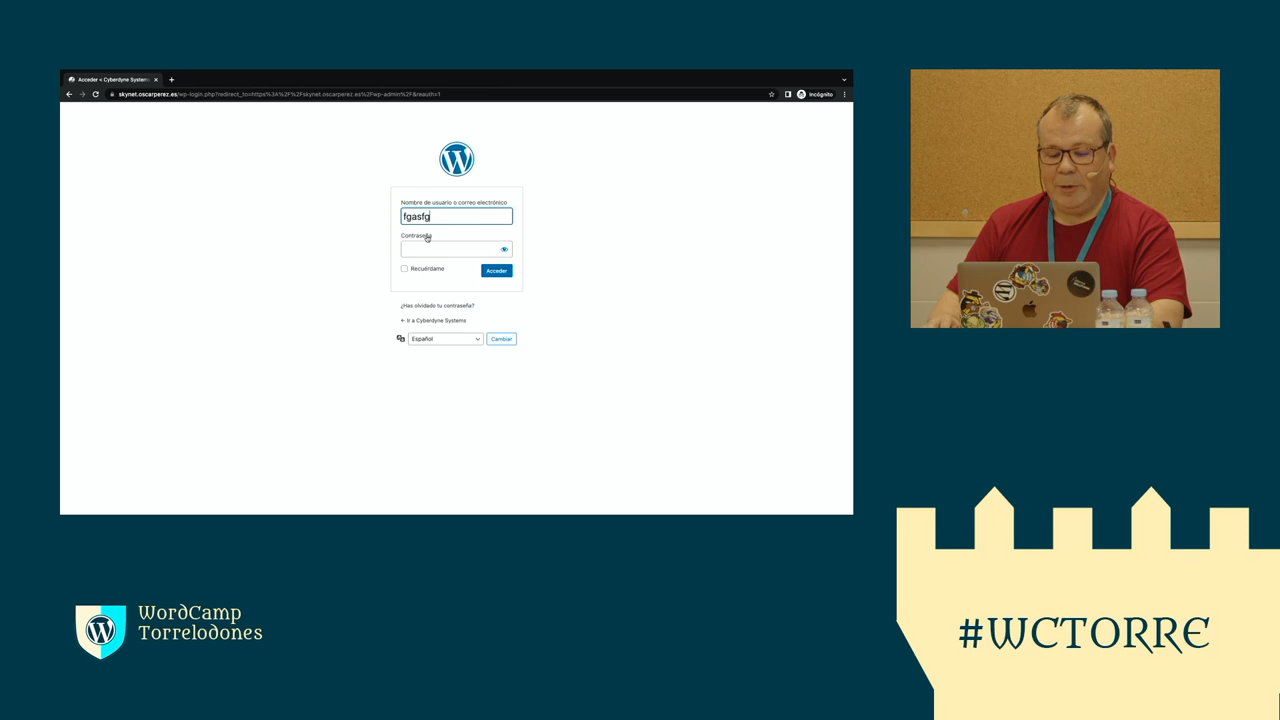 Acceder < Cyberdyne Systems
skynet.oscarperez.es/wp-login.php?redirect_to=https%3A%2F%2Fskynet.oscarperez.es%2Fwp-admin%2F&reauth=1
Incógnito
Nombre de usuario o correo electrónico
fgasfg
Contraseña
Recuérdame
Acceder
¿Has olvidado tu contraseña?
← Ir a Cyberdyne Systems
Español
Cambiar
WordCamp
Torrelodones
#WCTORRE